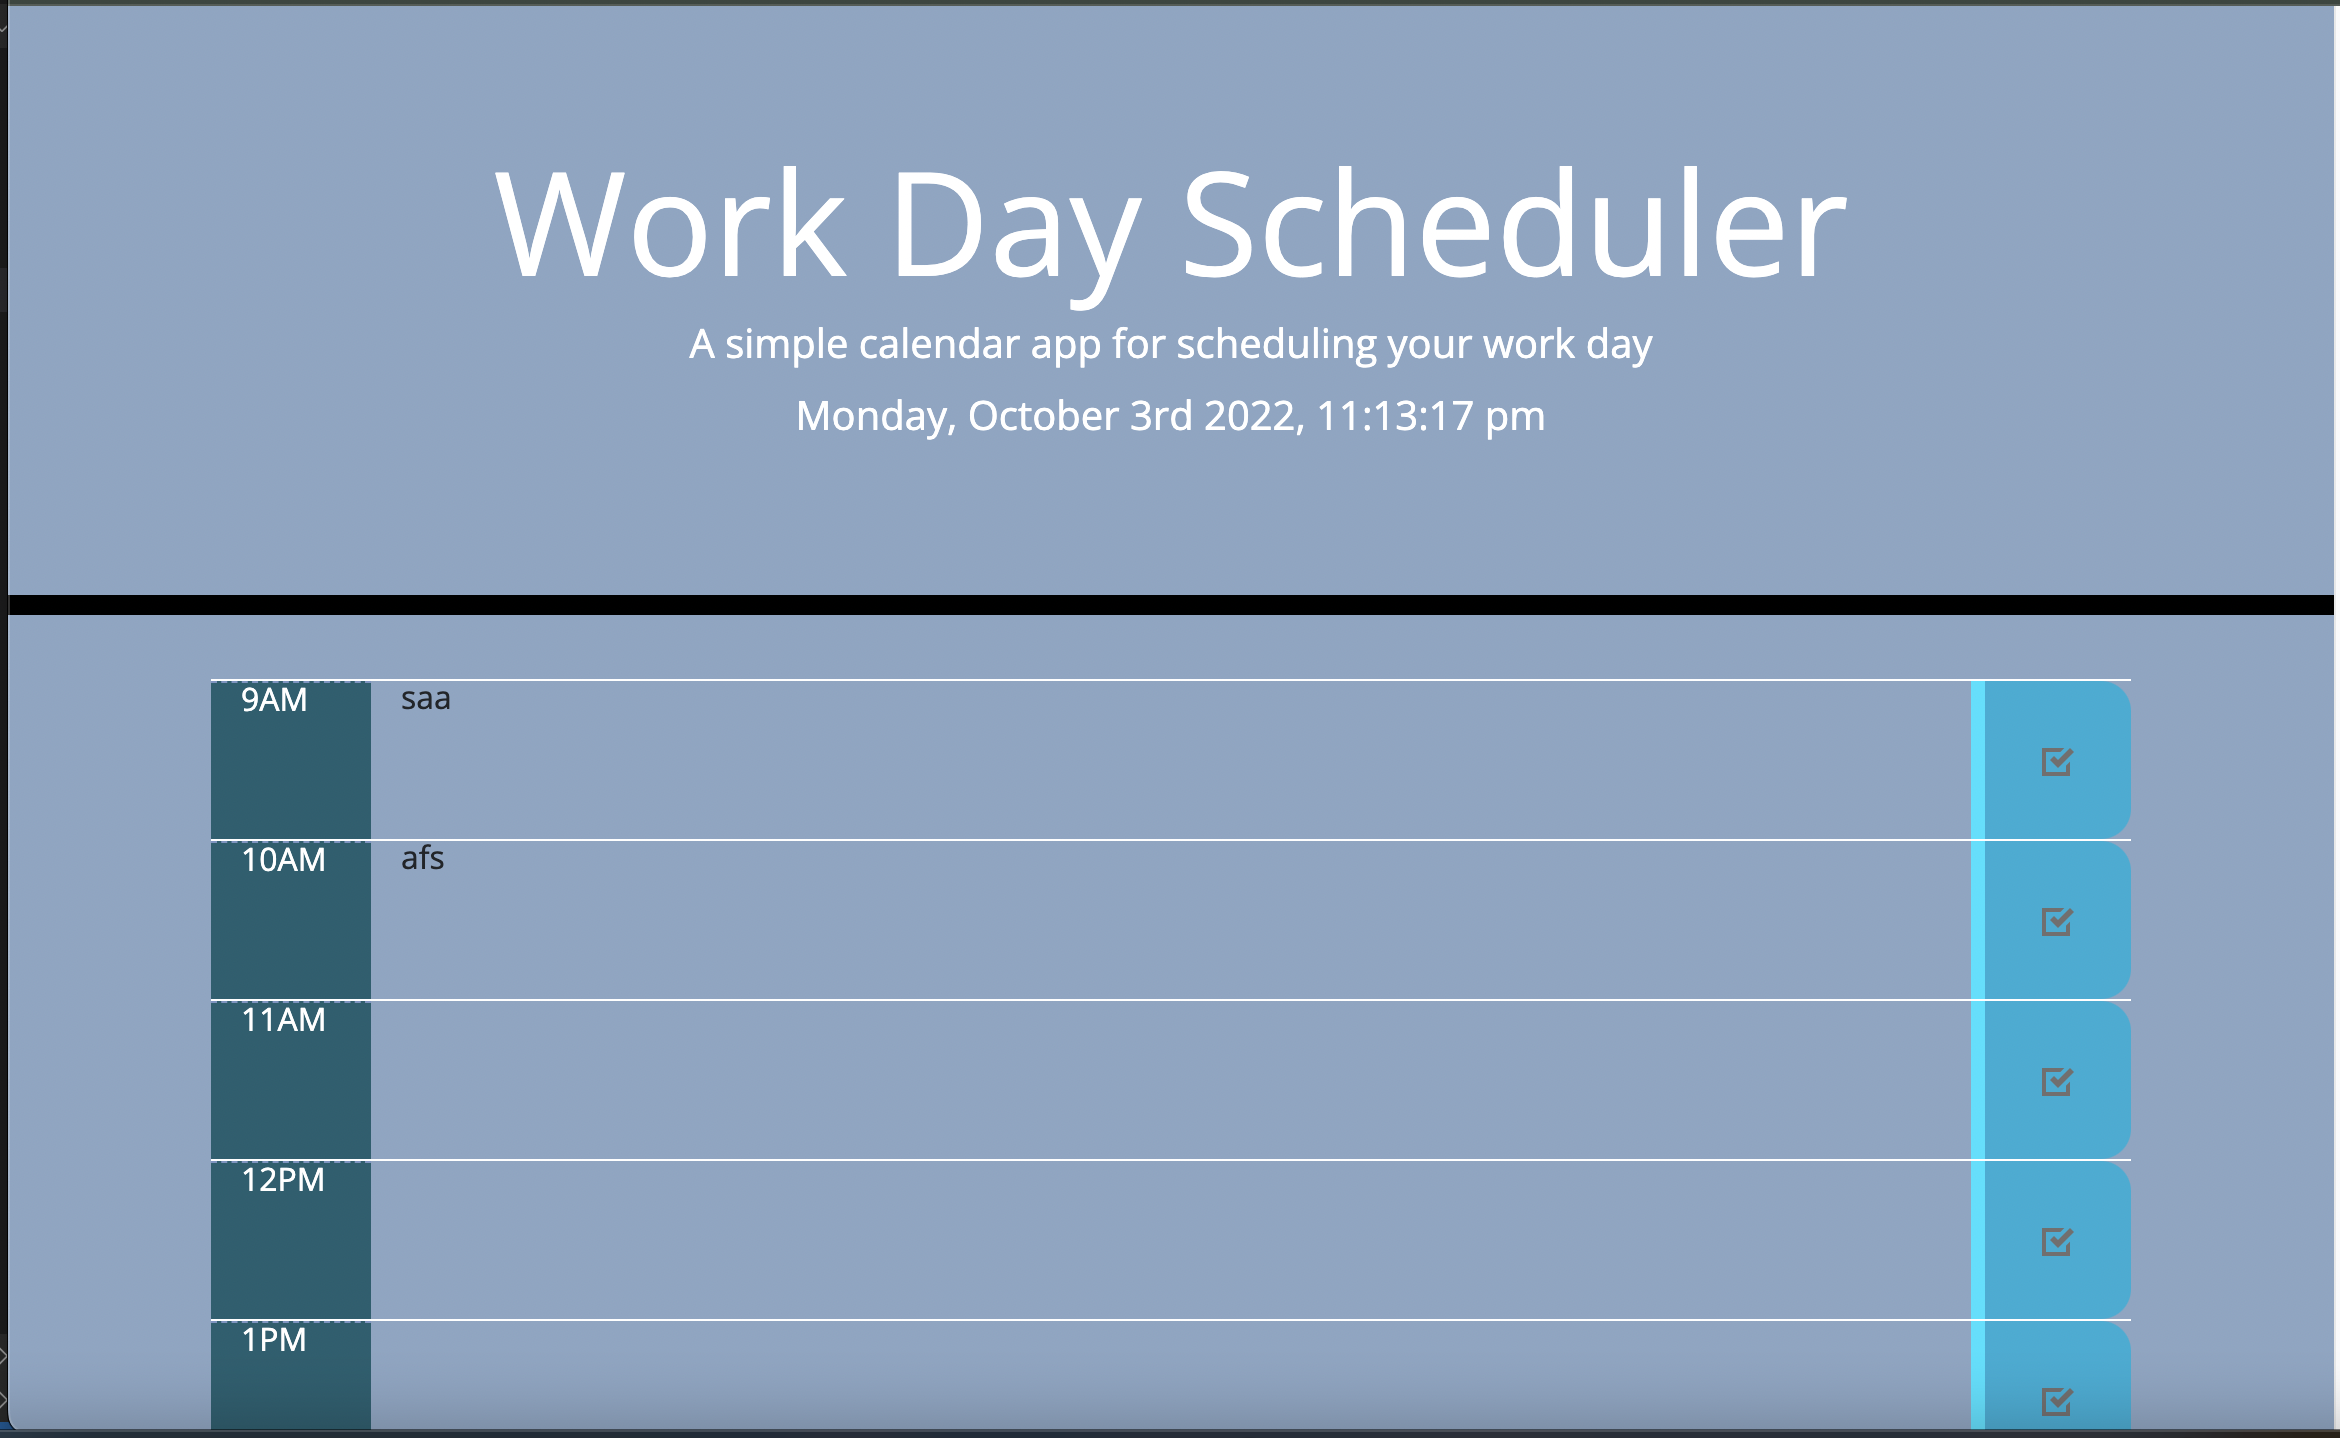 Work Day Scheduler
A simple calendar app for scheduling your work day
Monday, October 3rd 2022, 11:13:17 pm
9AM saa
10AM afs
11AM
12PM
1PM